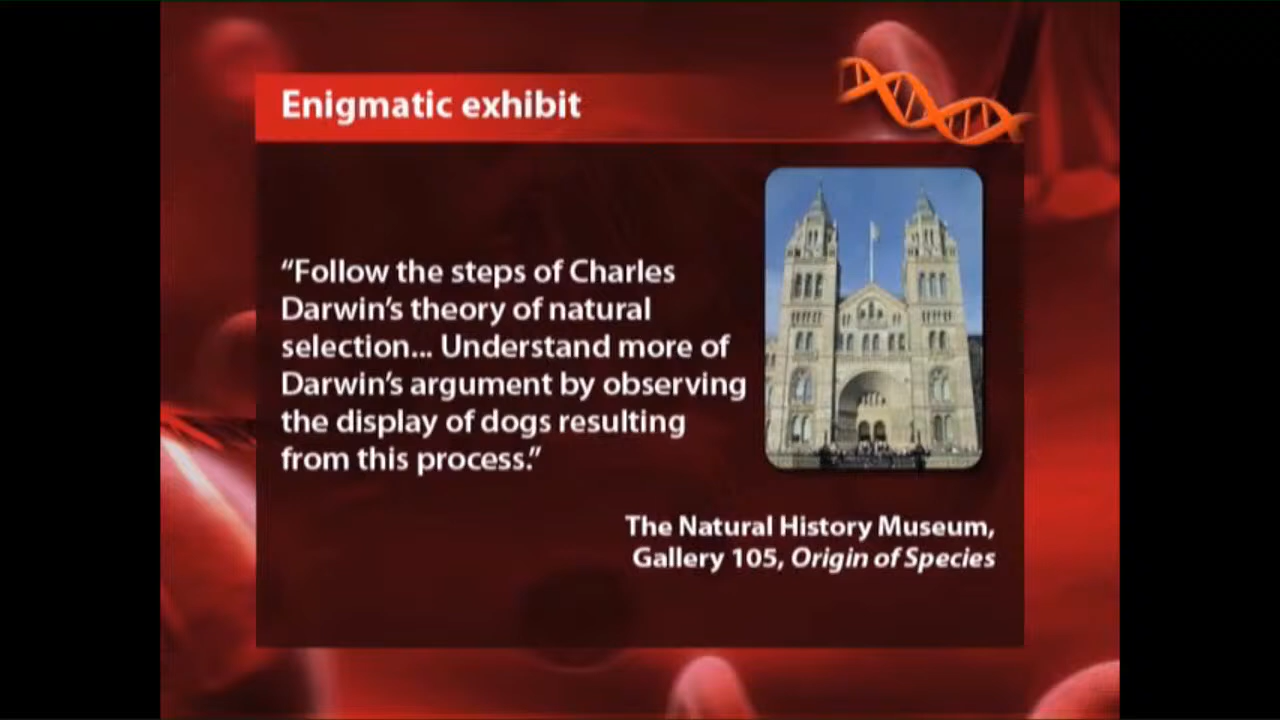 Enigmatic exhibit
“Follow the steps of Charles
Darwin’s theory of natural
selection... Understand more of
Darwin’s argument by observing
the display of dogs resulting
from this process.”
The Natural History Museum,
Gallery 105, Origin of Species